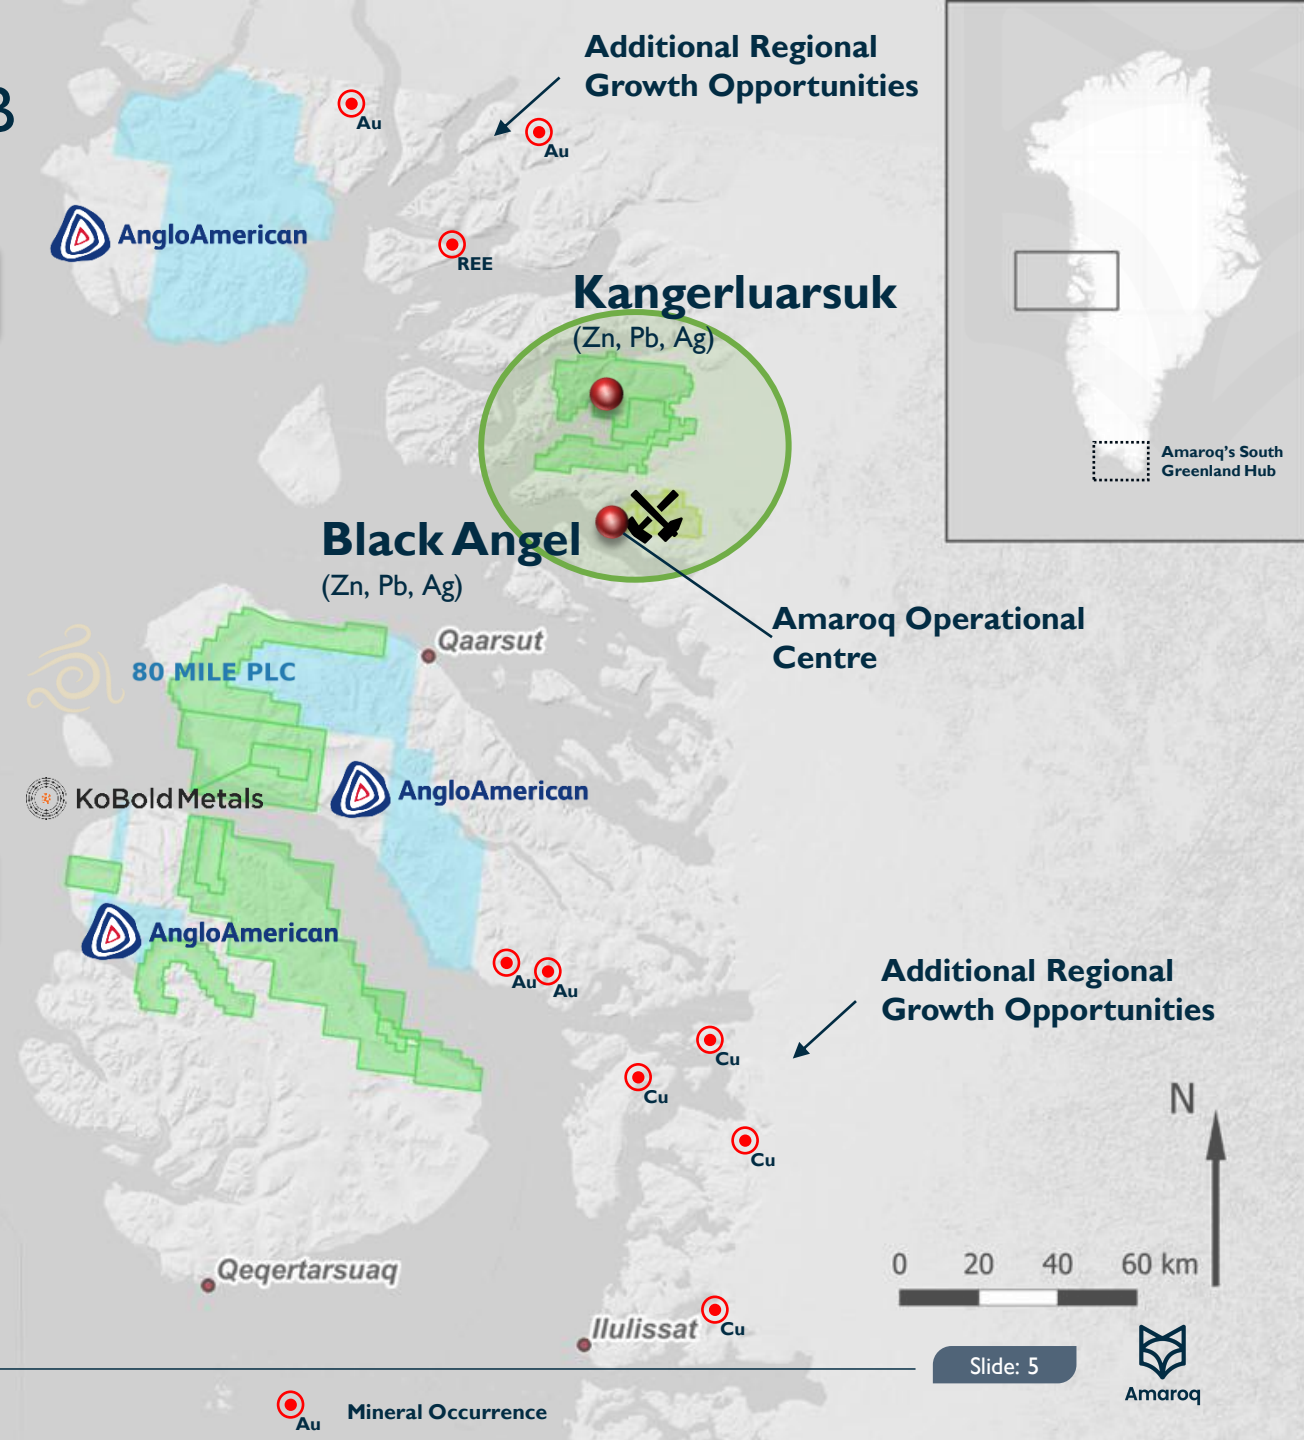 Additional Regional
Growth Opportunities
B
Au
Au
AngloAmerican
REE
Kangerluarsuk
(Zn, Pb, Ag)
Amaroq's South
Greenland Hub
Black Angel
(Zn, Pb, Ag)
Amaroq Operational
Centre
Qaarsut
80 MILE PLC
AngloAmerican
KoBold Metals
AngloAmerican
Au
Au
Additional Regional
Growth Opportunities
Cu
Cu
Cu
N
0 20 40 60 km
Qeqertarsuaq
Ilulissat
Cu
Slide: 5
Amaroq
Au
Mineral Occurrence